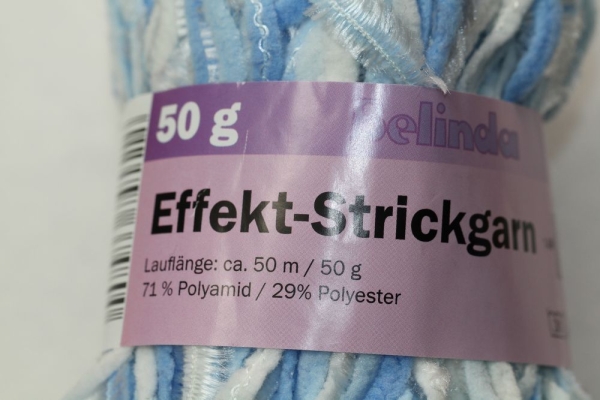 50 g
Belinda
Effekt-Strickgarn
Lauflänge: ca. 50 m / 50 g
71 % Polyamid / 29% Polyester